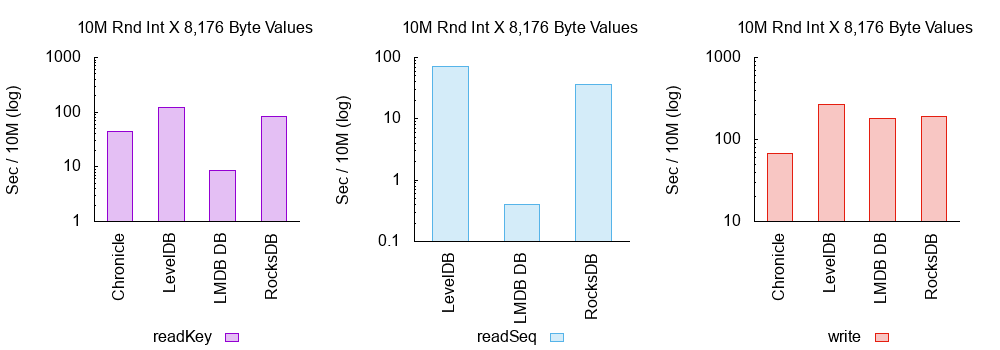 10M Rnd Int X 8,176 Byte Values
Sec / 10M (log)
1000
100
10
1
Chronicle
LevelDB
LMDB DB
RocksDB
readKey
10M Rnd Int X 8,176 Byte Values
Sec / 10M (log)
100
10
1
0.1
LevelDB
LMDB DB
RocksDB
readSeq
10M Rnd Int X 8,176 Byte Values
Sec / 10M (log)
1000
100
10
Chronicle
LevelDB
LMDB DB
RocksDB
write